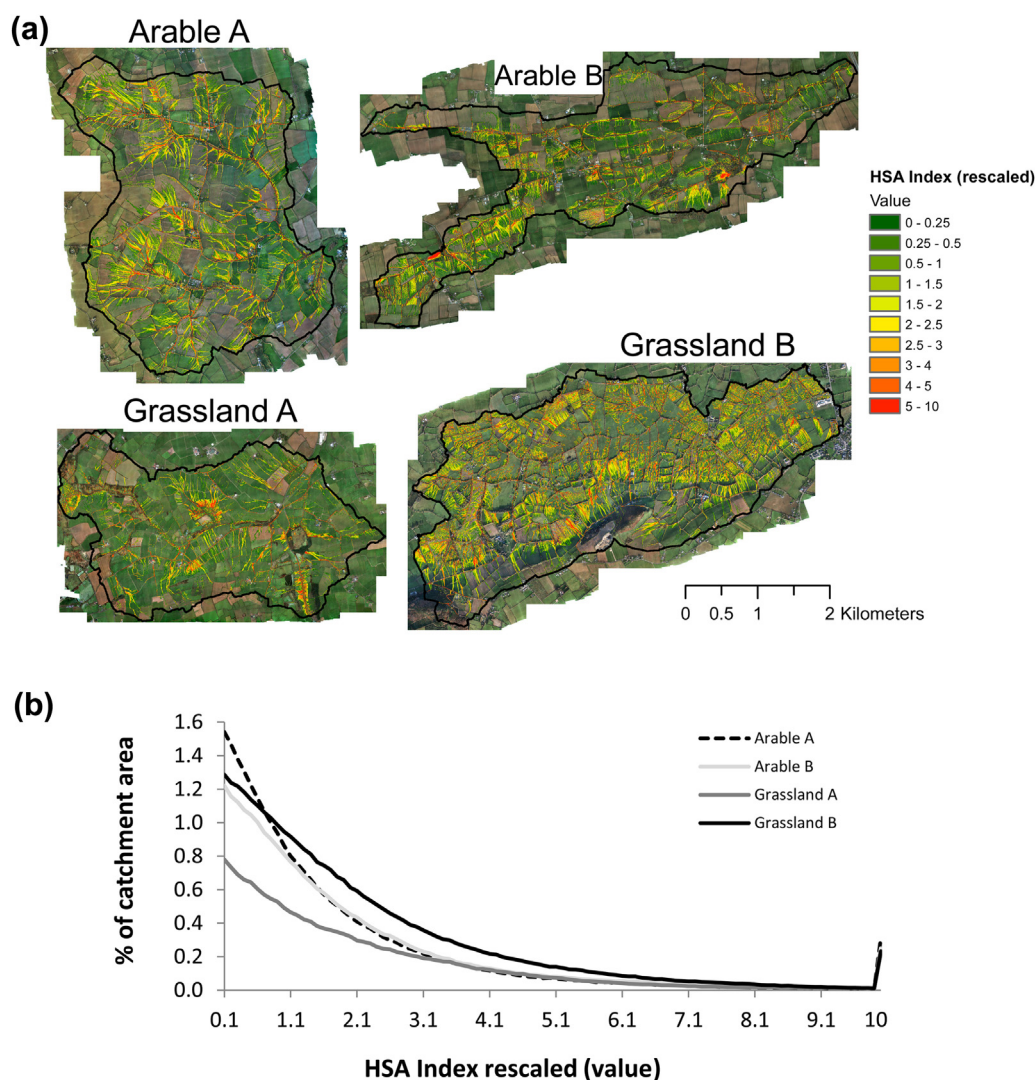 (a)
Arable A
Arable B
HSA Index (rescaled)
Value
0 - 0.25
0.25 - 0.5
0.5 - 1
1 - 1.5
1.5 - 2
2 - 2.5
2.5 - 3
3 - 4
4 - 5
5 - 10
Grassland A
Grassland B
0 0.5 1 2 Kilometers
(b)
% of catchment area
1.6
1.4
1.2
1.0
0.8
0.6
0.4
0.2
0.0
Arable A
Arable B
Grassland A
Grassland B
0.1 1.1 2.1 3.1 4.1 5.1 6.1 7.1 8.1 9.1 10
HSA Index rescaled (value)